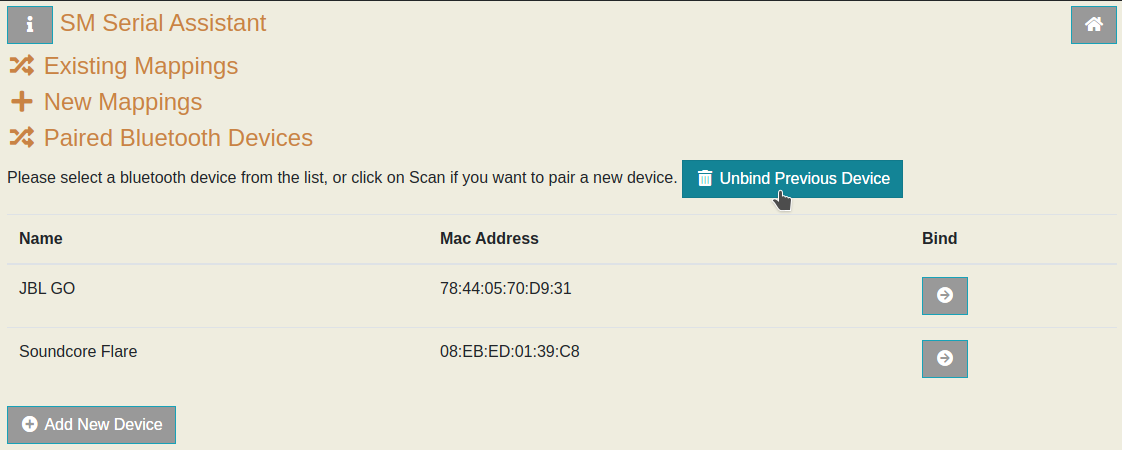 SM Serial Assistant
Existing Mappings
New Mappings
Paired Bluetooth Devices
Please select a bluetooth device from the list, or click on Scan if you want to pair a new device. Unbind Previous Device
Name Mac Address Bind
JBL GO 78:44:05:70:D9:31
Soundcore Flare 08:EB:ED:01:39:C8
Add New Device